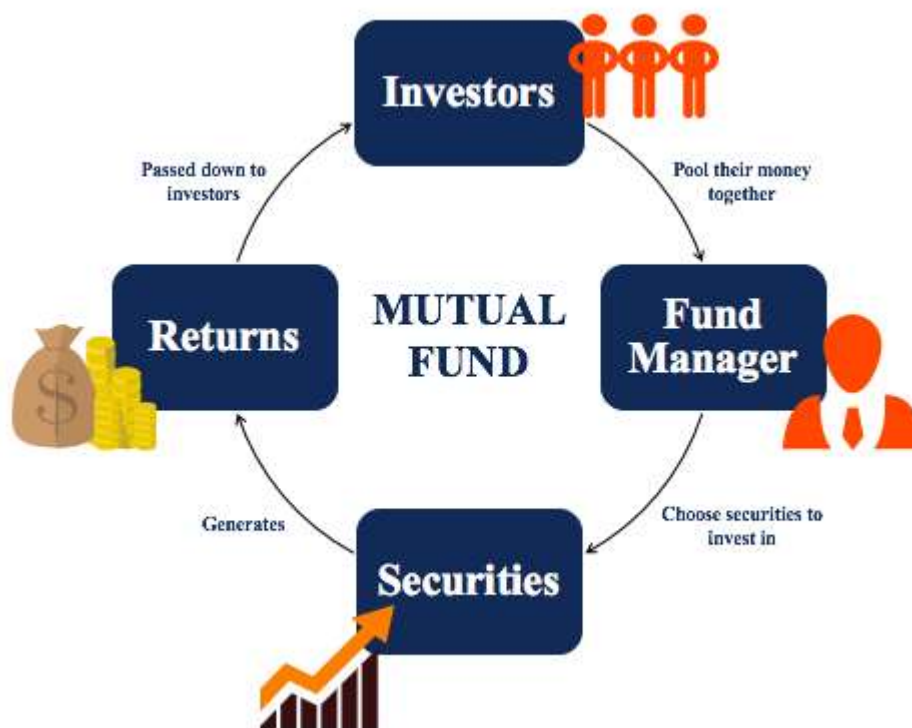 Investors
Passed down to
investors
Pool their money
together
Returns
MUTUAL
FUND
Fund
Manager
Generates
Choose securities to
invest in
Securities
$